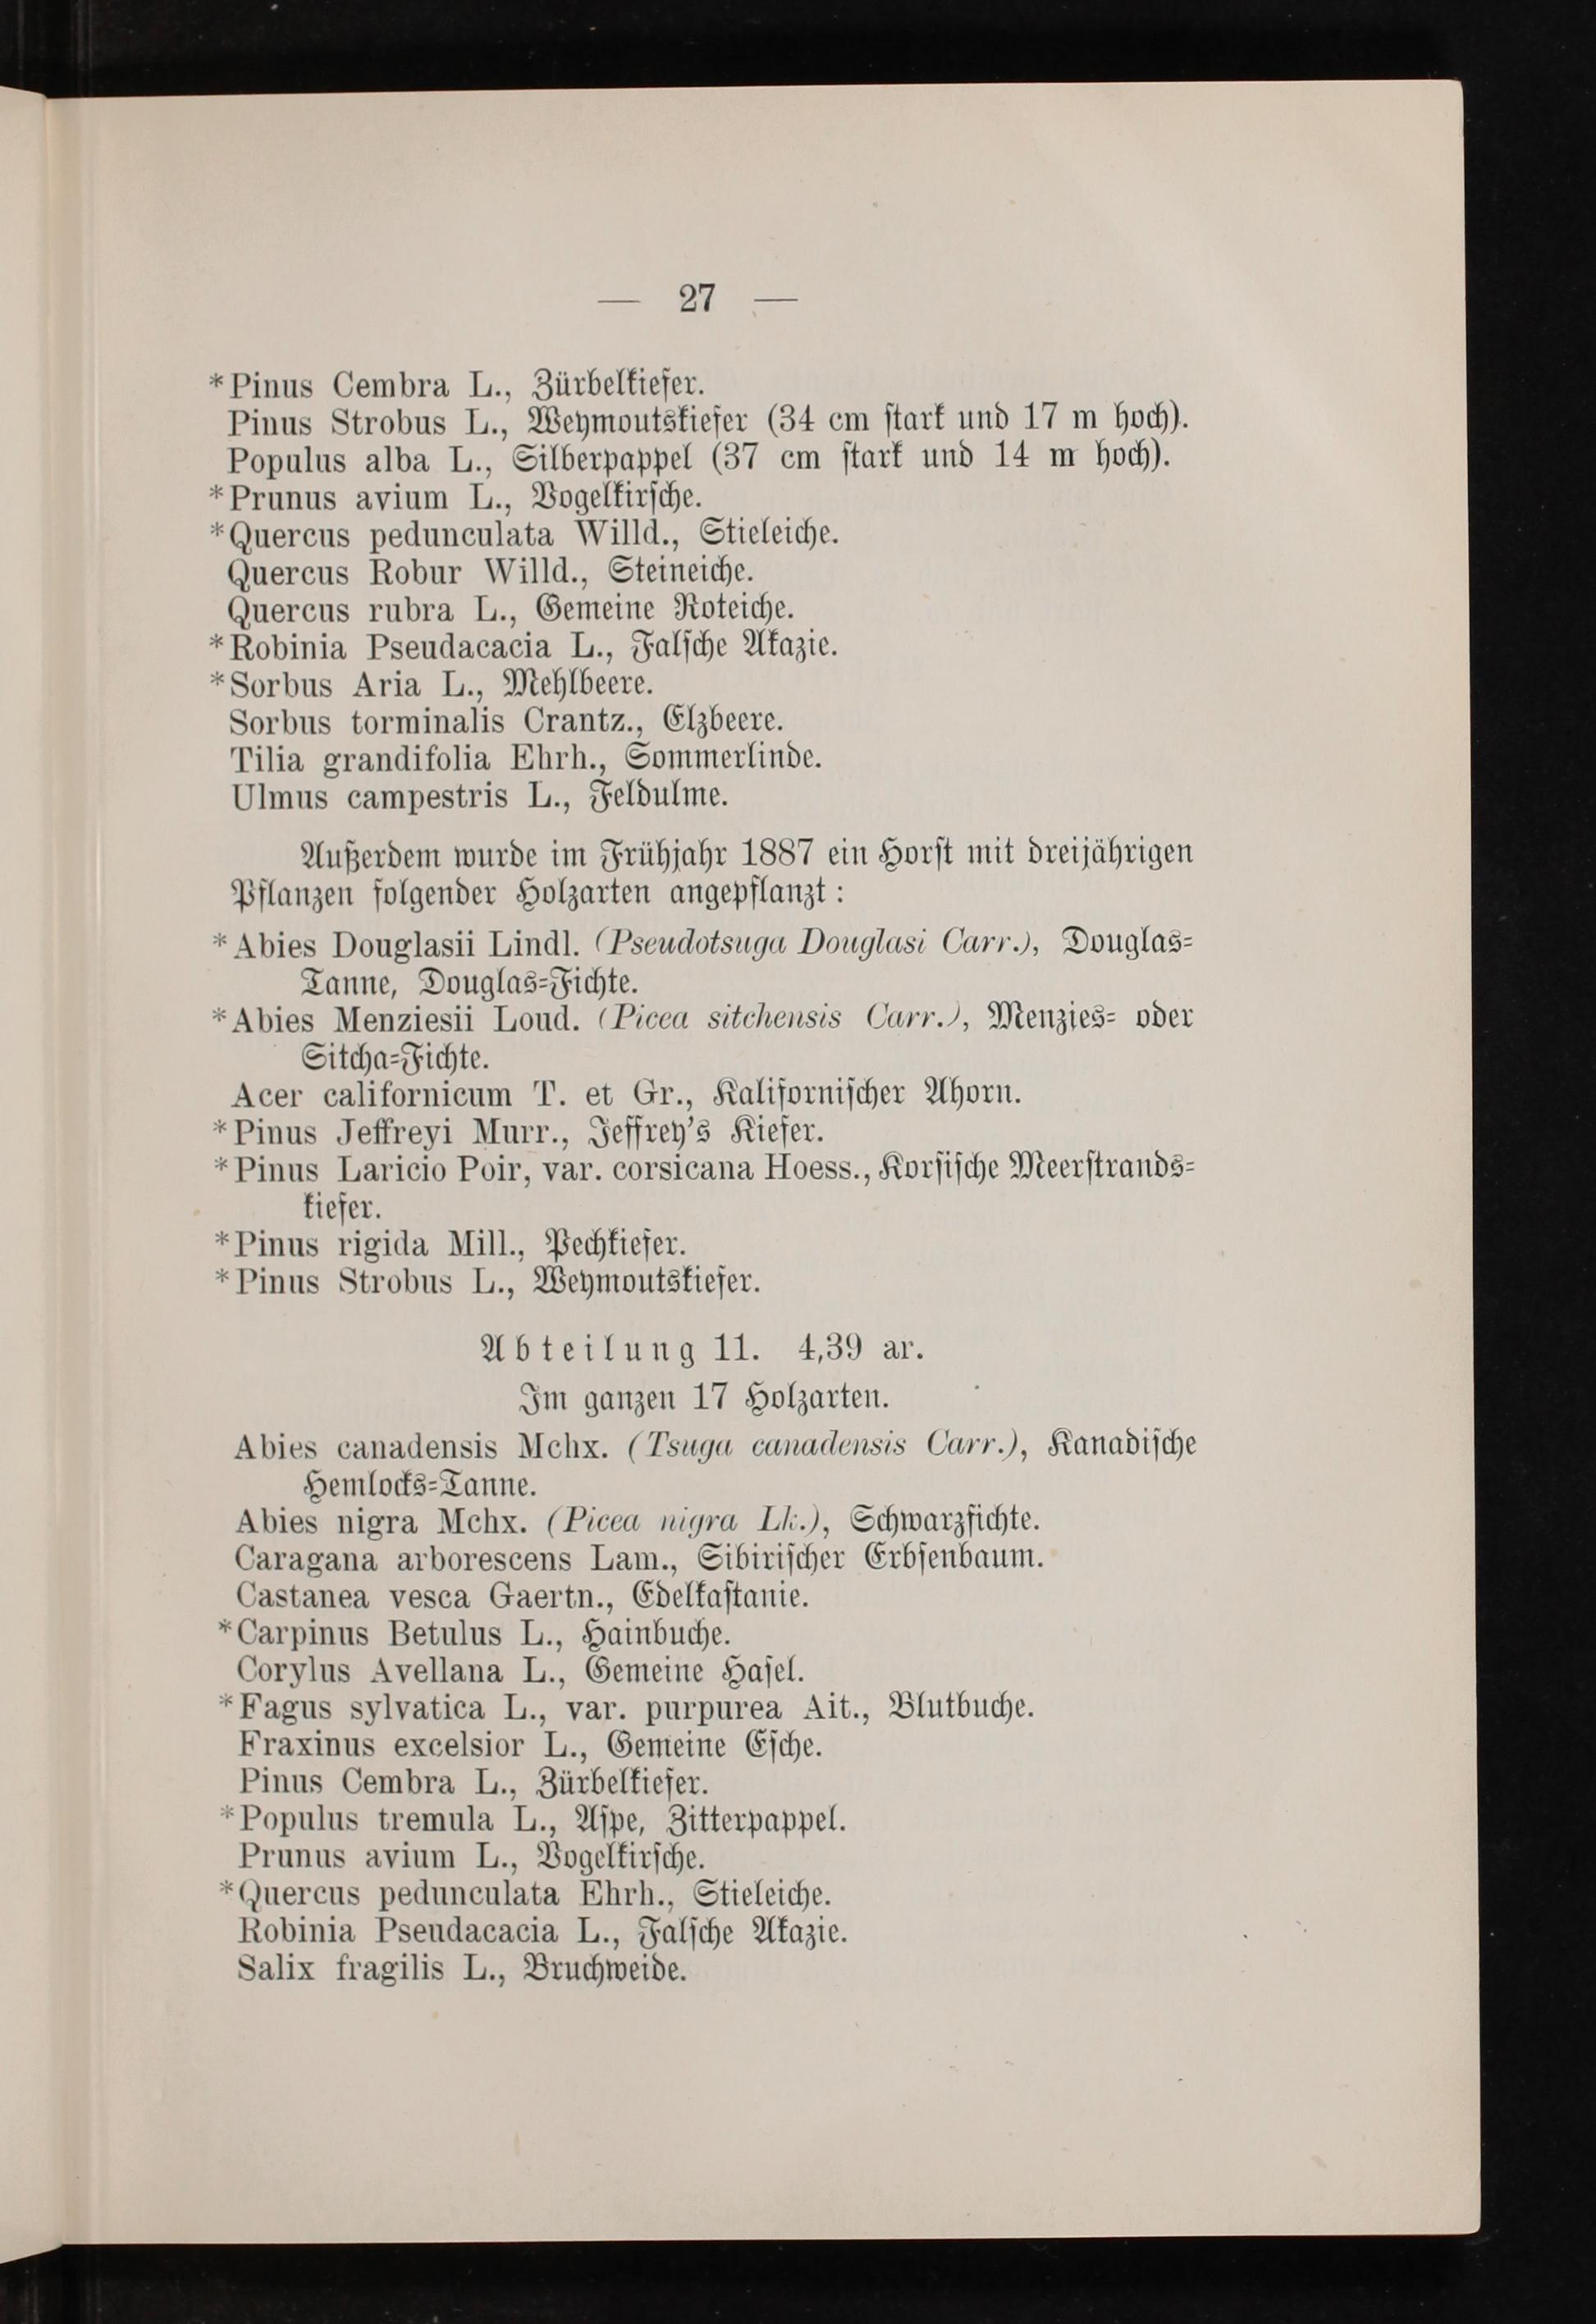 — 27 —
*Pinus Cembra L., Zürbelkiefer.
Pinus Strobus L., Weymoutskiefer (34 cm ſtark und 17 m hoch).
Populus alba L., Silberpappel (37 cm ſtark und 14 m hoch).
*Prunus avium L., Vogelkirſche.
*Quercus pedunculata Willd., Stieleiche.
Quercus Robur Willd., Steineiche.
Quercus rubra L., Gemeine Roteiche.
*Robinia Pseudacacia L., Falſche Akazie.
*Sorbus Aria L., Mehlbeere.
Sorbus torminalis Crantz., Elzbeere.
Tilia grandifolia Ehrh., Sommerlinde.
Ulmus campestris L., Feldulme.
Außerdem wurde im Frühjahr 1887 ein Horſt mit dreijährigen
Pflanzen folgender Holzarten angepflanzt:
*Abies Douglasii Lindl. (Pseudotsuga Douglasi Carr.), Douglas-
Tanne, Douglas-Fichte.
*Abies Menziesii Loud. (Picea sitchensis Carr.), Menzies- oder
Sitcha-Fichte.
Acer californicum T. et Gr., Kaliforniſcher Ahorn.
*Pinus Jeffreyi Murr., Jeffrey's Kiefer.
*Pinus Laricio Poir, var. corsicana Hoess., Korſiſche Meerſtrands-
kiefer.
*Pinus rigida Mill., Pechkiefer.
*Pinus Strobus L., Weymoutskiefer.
Abteilung 11. 4,39 ar.
Im ganzen 17 Holzarten.
Abies canadensis Mchx. (Tsuga canadensis Carr.), Kanadiſche
Hemlocks-Tanne.
Abies nigra Mchx. (Picea nigra Lk.), Schwarzfichte.
Caragana arborescens Lam., Sibiriſcher Erbſenbaum.
Castanea vesca Gaertn., Edelkaſtanie.
*Carpinus Betulus L., Hainbuche.
Corylus Avellana L., Gemeine Haſel.
*Fagus sylvatica L., var. purpurea Ait., Blutbuche.
Fraxinus excelsior L., Gemeine Eſche.
Pinus Cembra L., Zürbelkiefer.
*Populus tremula L., Aſpe, Zitterpappel.
Prunus avium L., Vogelkirſche.
*Quercus pedunculata Ehrh., Stieleiche.
Robinia Pseudacacia L., Falſche Akazie.
Salix fragilis L., Bruchweide.